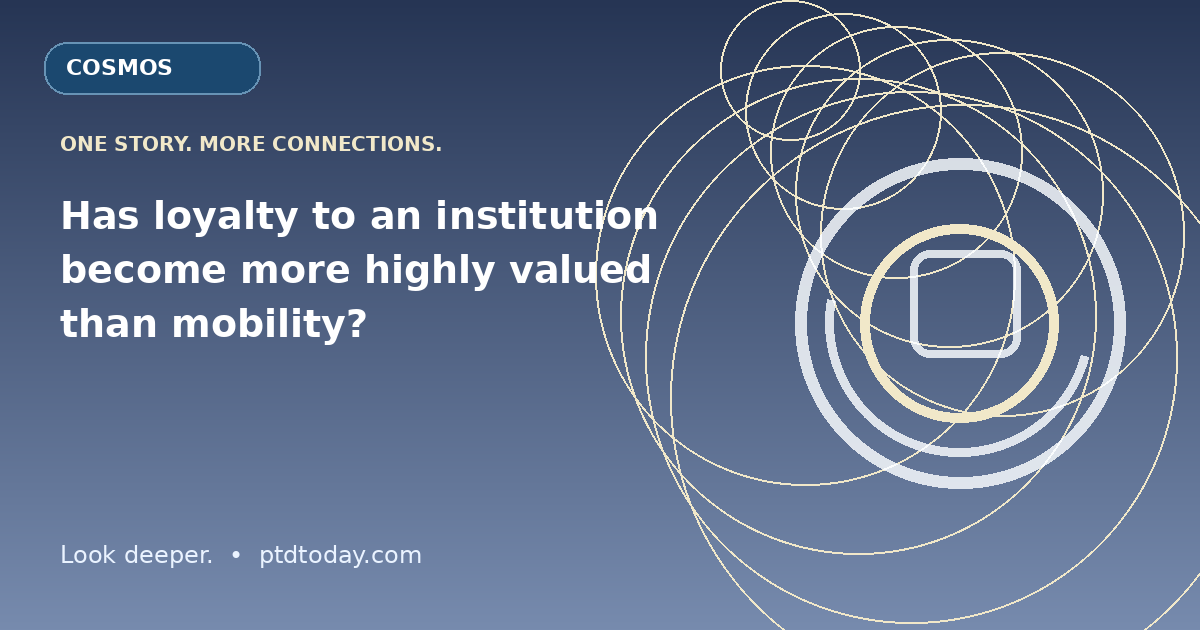 COSMOS
ONE STORY. MORE CONNECTIONS.
Has loyalty to an institution
become more highly valued
than mobility?
Look deeper. • ptdtoday.com